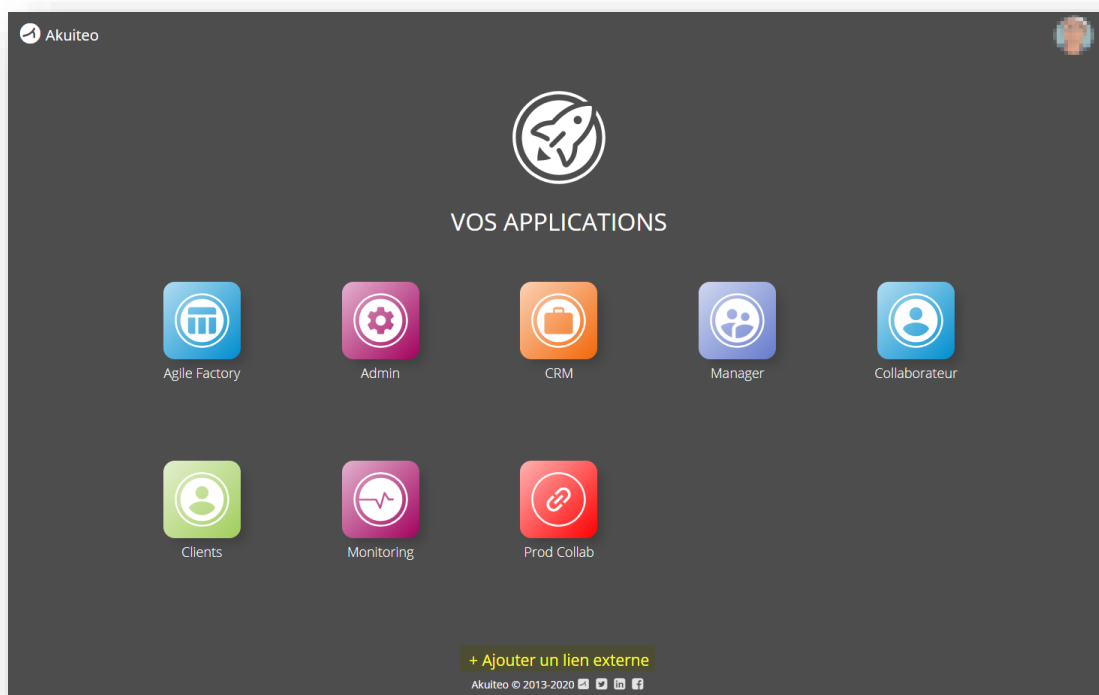 Akuiteo
VOS APPLICATIONS
Agile Factory
Admin
CRM
Manager
Collaborateur
Clients
Monitoring
Prod Collab
+ Ajouter un lien externe
Akuiteo © 2013-2020